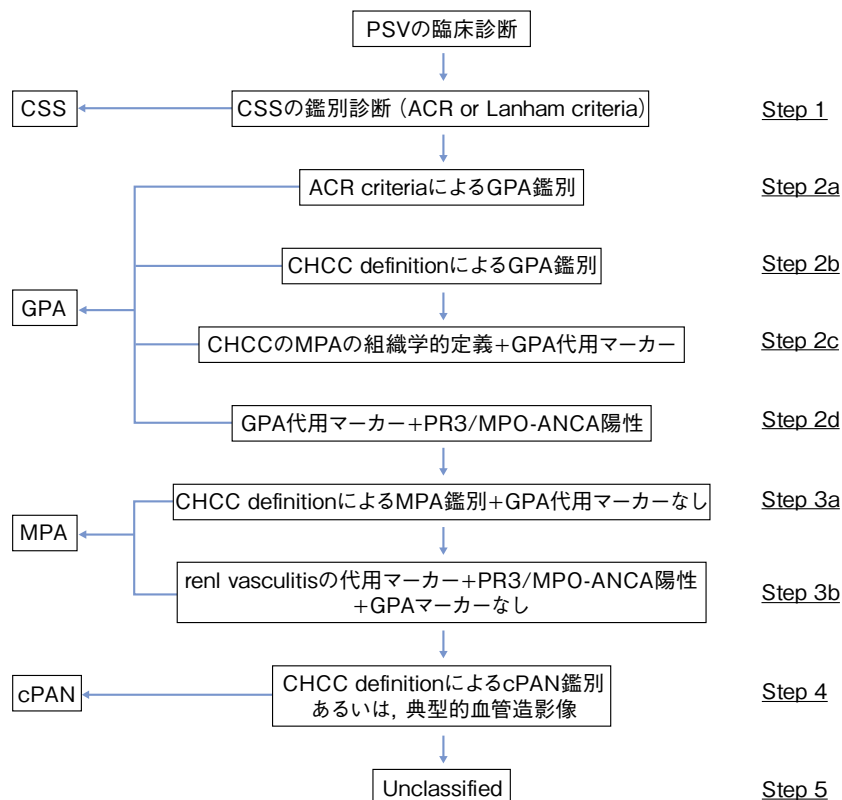 PSVの臨床診断
CSS
CSSの鑑別診断（ACR or Lanham criteria）
Step 1
ACR criteriaによるGPA鑑別
Step 2a
CHCC definitionによるGPA鑑別
Step 2b
GPA
CHCCのMPAの組織学的定義+GPA代用マーカー
Step 2c
GPA代用マーカー+PR3/MPO-ANCA陽性
Step 2d
CHCC definitionによるMPA鑑別+GPA代用マーカーなし
Step 3a
MPA
renl vasculitisの代用マーカー+PR3/MPO-ANCA陽性
+GPAマーカーなし
Step 3b
cPAN
CHCC definitionによるcPAN鑑別
あるいは，典型的血管造影像
Step 4
Unclassified
Step 5